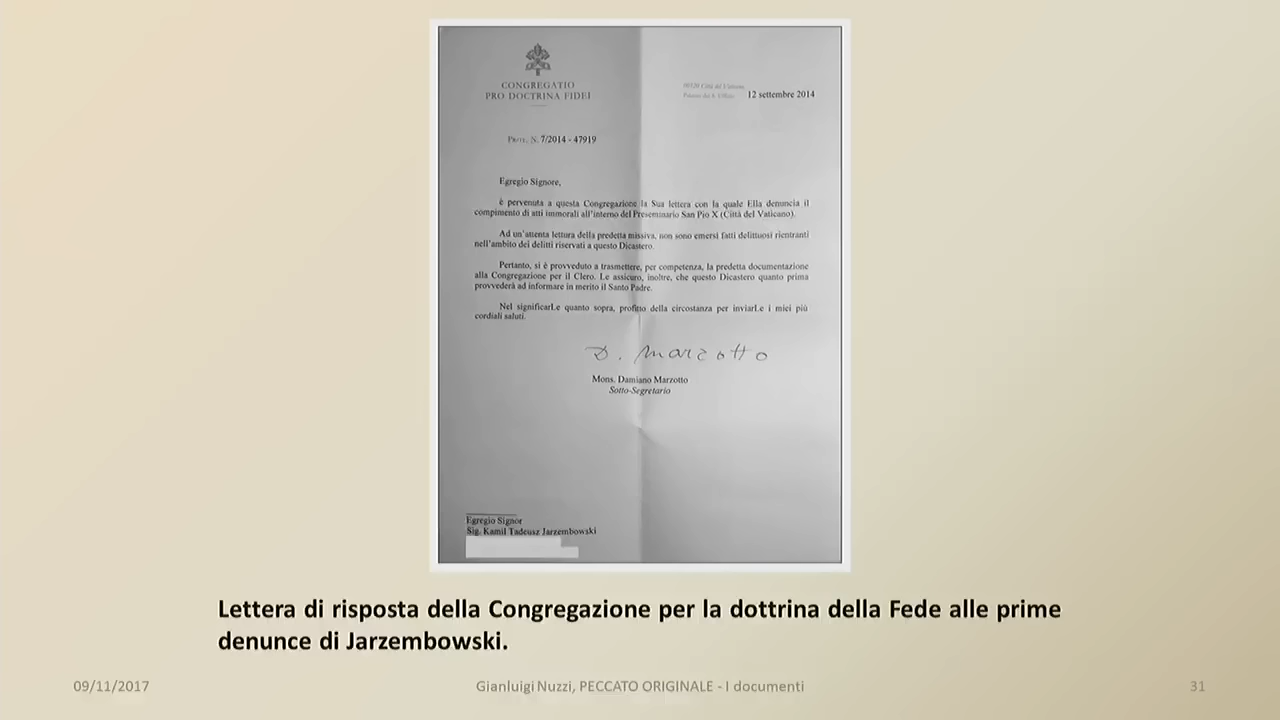 CONGREGATIO
PRO DOCTRINA FIDEI
00120 Città del Vaticano,
Palazzo del S. Uffizio
12 settembre 2014
PROT. N. 7/2014 - 47919
Egregio Signore,
è pervenuta a questa Congregazione la Sua lettera con la quale Ella denuncia il
compimento di atti immorali all'interno del Preseminario San Pio X (Città del Vaticano).
Ad un'attenta lettura della predetta missiva, non sono emersi fatti delittuosi rientranti
nell'ambito dei delitti riservati a questo Dicastero.
Pertanto, si è provveduto a trasmettere, per competenza, la predetta documentazione
alla Congregazione per il Clero. Le assicuro, inoltre, che questo Dicastero quanto prima
provvederà ad informare in merito il Santo Padre.
Nel significarLe quanto sopra, profitto della circostanza per inviarLe i miei più
cordiali saluti.
D. Marzotto
Mons. Damiano Marzotto
Sotto-Segretario
Egregio Signor
Sig. Kamil Tadeusz Jarzembowski
Lettera di risposta della Congregazione per la dottrina della Fede alle prime
denunce di Jarzembowski.
09/11/2017
Gianluigi Nuzzi, PECCATO ORIGINALE - I documenti
31